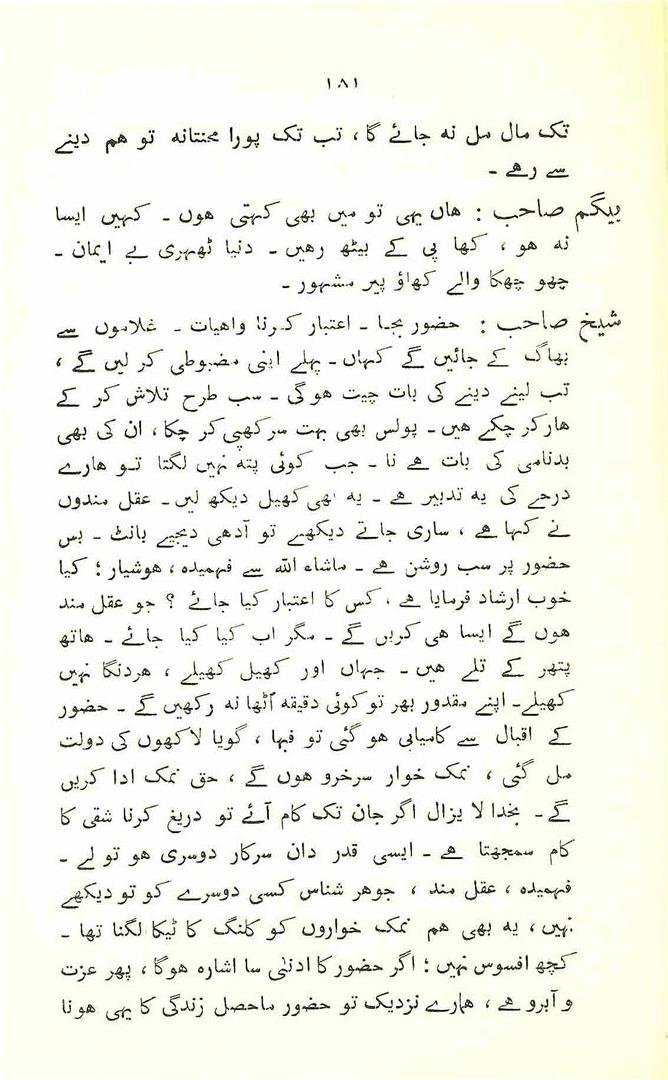 ۱۸۱
تک مال مل نہ جائے گا ، تب تک پورا محنتانہ تو ہم دینے
سے رہے ۔
بیگم صاحب : ہاں یہی تو میں بھی کہتی ہوں ۔ کہیں ایسا
نہ ہو ، کھا پی کے بیٹھ رہیں ۔ دنیا ٹھہری بے ایمان ۔
چھو چھکا والے کھاؤ پیر مشہور ۔
شیخ صاحب : حضور بجا ۔ اعتبار کرنا واہیات ۔ غلاموں سے
بھاگ کے جائیں گے کہاں ۔ پہلے اپنی مضبوطی کر لیں گے ،
تب لینے دینے کی بات چیت ہوگی ۔ سب طرح تلاش کر کے
ہار کر چکے ہیں ۔ پولس بھی بہت سر کھپی کر چکا ، ان کی بھی
بدنامی کی بات ہے نا ۔ جب کوئی پتہ نہیں لگتا تو ہارے
درجے کی یہ تدبیر ہے ۔ یہ بھی کھیل دیکھ لیں ۔ عقل مندوں
نے کہا ہے ، ساری جاتے دیکھیے تو آدھی دیجیے بانٹ ۔ بس
حضور پر سب روشن ہے ۔ ماشاء اللہ سے فہمیدہ ، ہوشیار ؛ کیا
خوب ارشاد فرمایا ہے ، کس کا اعتبار کیا جائے ؟ جو عقل مند
ہوں گے ایسا ہی کریں گے ۔ مگر اب کیا کیا جائے ۔ ہاتھ
پتھر کے تلے ہیں ۔ جہاں اور کھیل کھیلے ، ہردنگا نہیں
کھیلے ۔ اپنے مقدور بھر تو کوئی دقیقہ اُٹھا نہ رکھیں گے ۔ حضور
کے اقبال سے کامیابی ہو گئی تو فبہا ، گویا لاکھوں کی دولت
مل گئی ، نمک خوار سرخرو ہوں گے ، حق نمک ادا کریں
گے ۔ بخدا لا یزال اگر جان تک کام آئے تو دریغ کرنا شقی کا
کام سمجھتا ہے ۔ ایسی قدر دان سرکار دوسری ہو تو لے ۔
فہمیدہ ، عقل مند ، جوہر شناس کسی دوسرے کو تو دیکھے
نہیں ، یہ بھی ہم نمک خواروں کو کلنگ کا ٹیکا لگنا تھا ۔
کچھ افسوس نہیں ؛ اگر حضور کا ادنیٰ سا اشارہ ہوگا ، پھر عزت
و آبرو ہے ، ہمارے نزدیک تو حضور ماحصل زندگی کا یہی ہونا